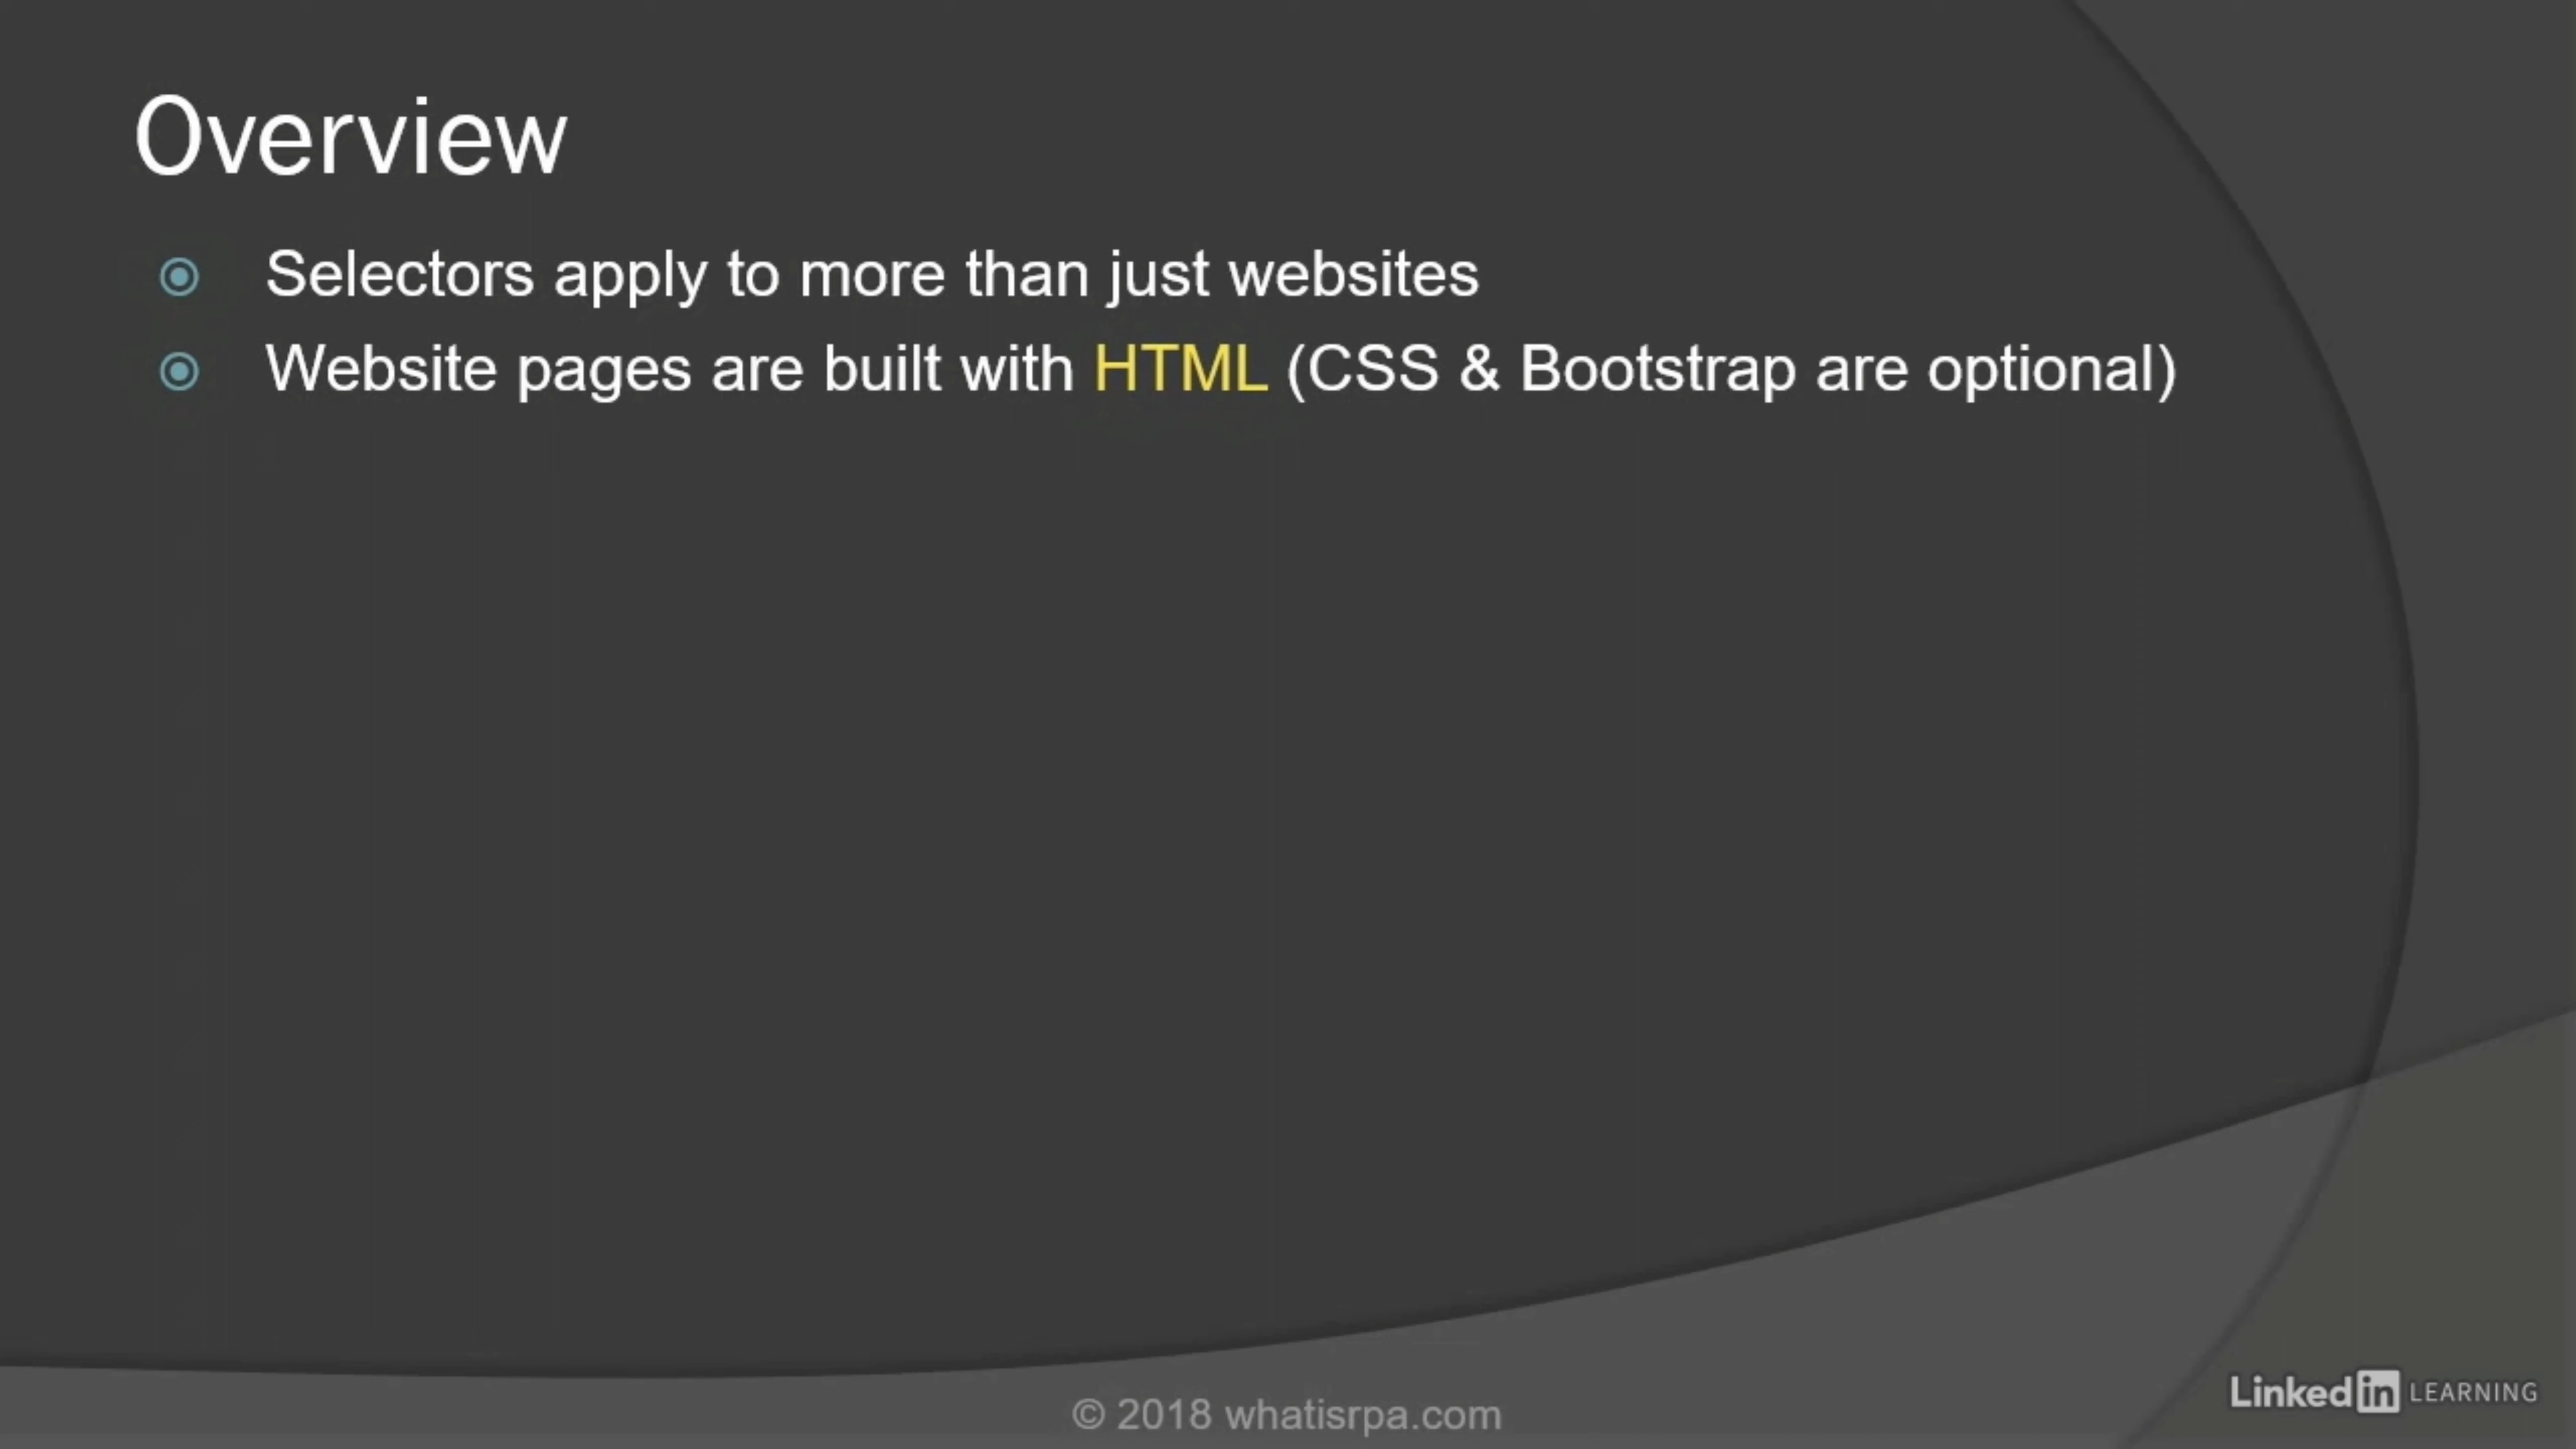 Overview
Selectors apply to more than just websites
Website pages are built with HTML (CSS & Bootstrap are optional)
© 2018 whatisrpa.com
Linked in LEARNING